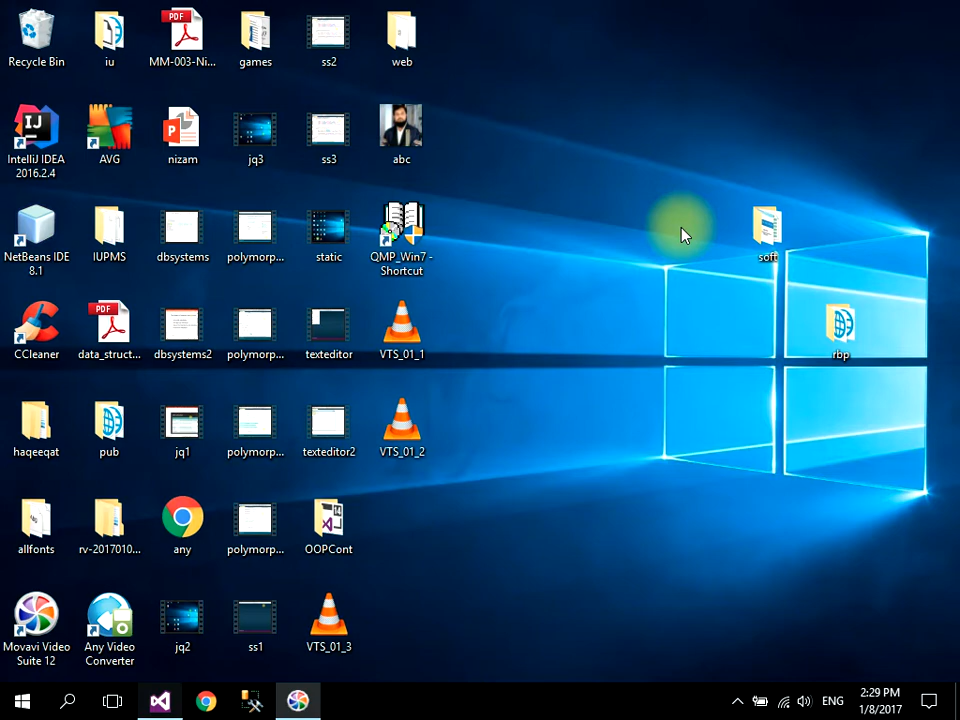 Recycle Bin
iu
MM-003-Ni...
games
ss2
web
IntelliJ IDEA
2016.2.4
AVG
nizam
jq3
ss3
abc
NetBeans IDE
8.1
IUPMS
dbsystems
polymorp...
static
QMP_Win7 -
Shortcut
soft
CCleaner
data_struct...
dbsystems2
polymorp...
texteditor
VTS_01_1
rbp
haqeeqat
pub
jq1
polymorp...
texteditor2
VTS_01_2
allfonts
rv-2017010...
any
polymorp...
OOPCont
Movavi Video
Suite 12
Any Video
Converter
jq2
ss1
VTS_01_3
ENG
2:29 PM
1/8/2017